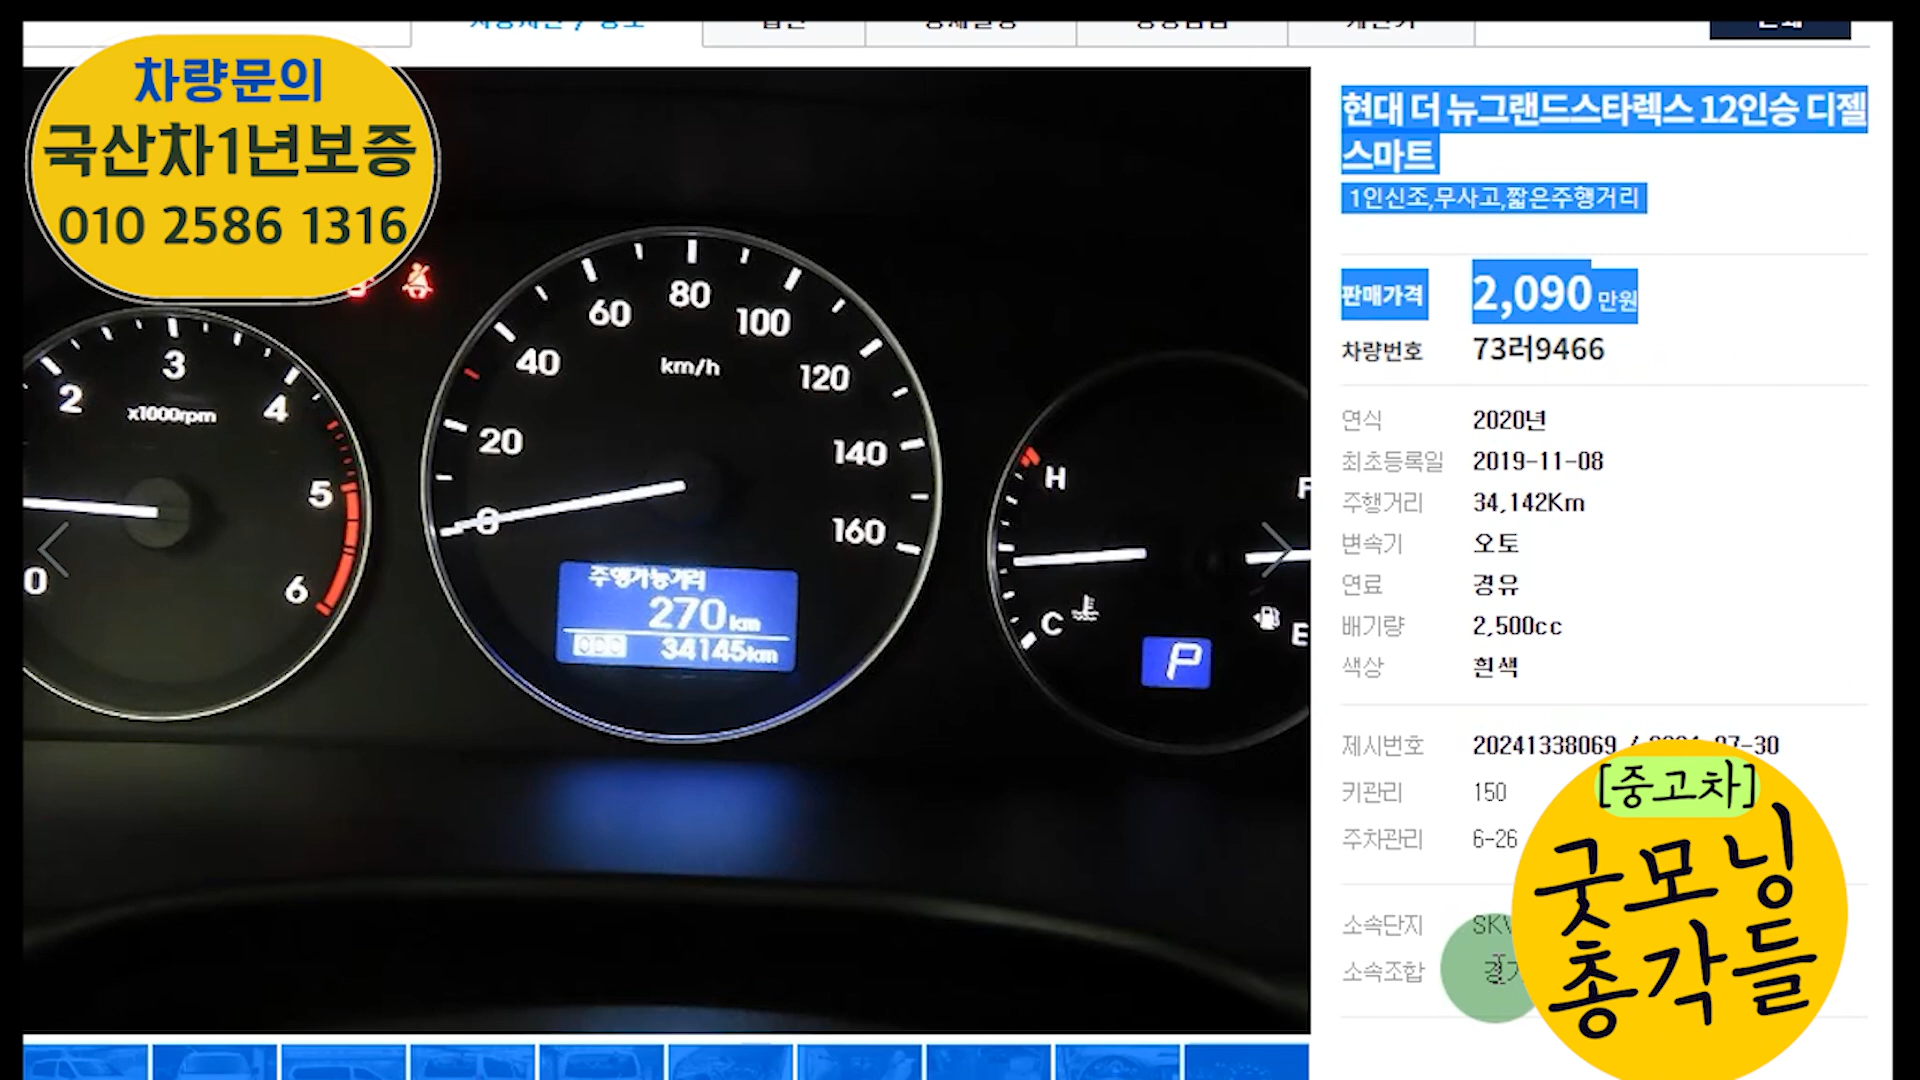 차량문의
국산차1년보증
010 2586 1316
현대 더 뉴그랜드스타렉스 12인승 디젤
스마트
1인신조,무사고,짧은주행거리
판매가격 2,090 만원
차량번호 73러9466
연식 2020년
최초등록일 2019-11-08
주행거리 34,142Km
변속기 오토
연료 경유
배기량 2,500cc
색상 흰색
제시번호 20241338069
키관리 150
주차관리 6-26
소속단지
소속조합
[중고차]
굿모닝
총각들
0 2 3 4 5 6
x1000rpm
0 20 40 60 80 100 120 140 160
km/h
주행가능거리
270 km
ODO 34145km
H
C
E
P